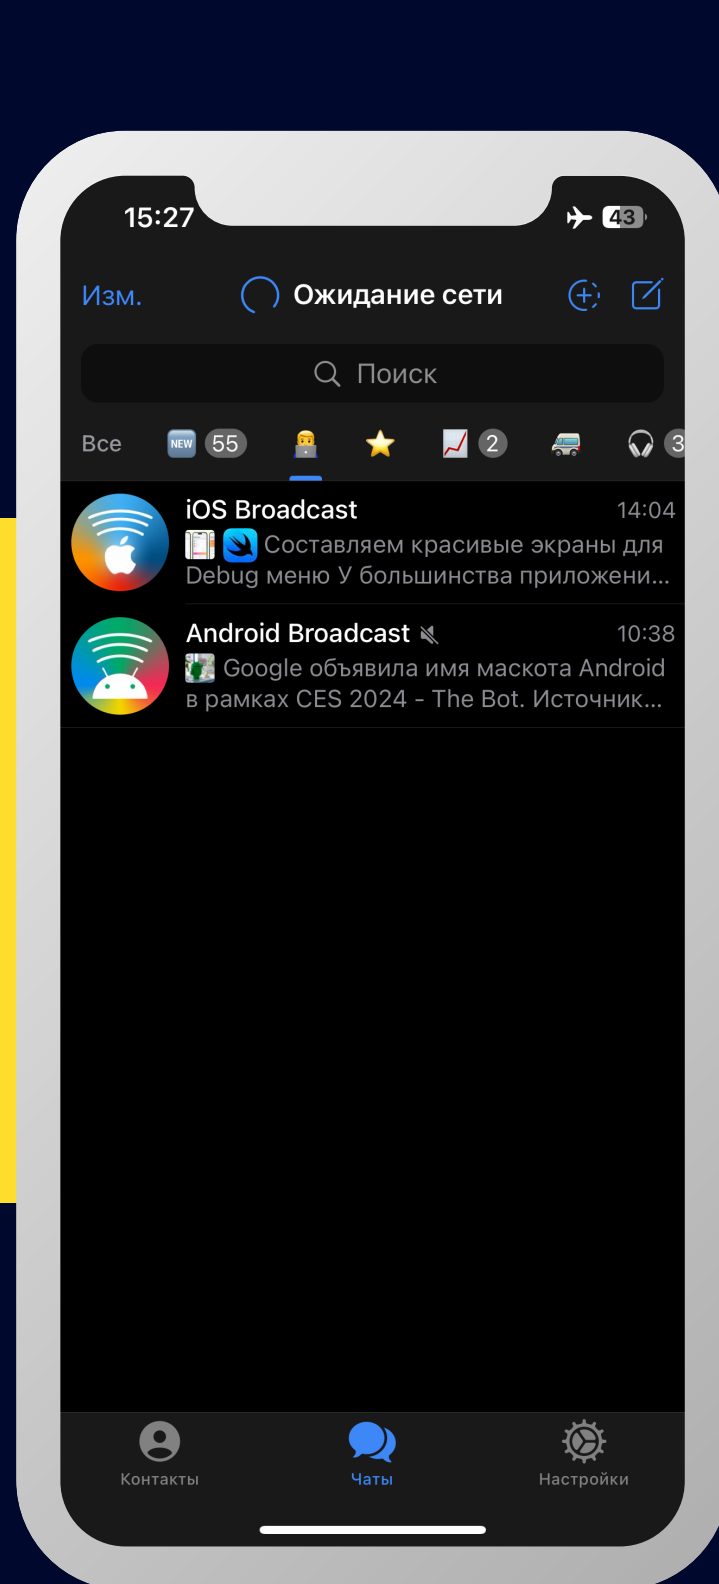 15:27
43
Изм.
Ожидание сети
Поиск
Все
NEW 55
2
3
iOS Broadcast
14:04
Составляем красивые экраны для
Debug меню У большинства приложени...
Android Broadcast
10:38
Google объявила имя маскота Android
в рамках CES 2024 - The Bot. Источник...
Контакты
Чаты
Настройки